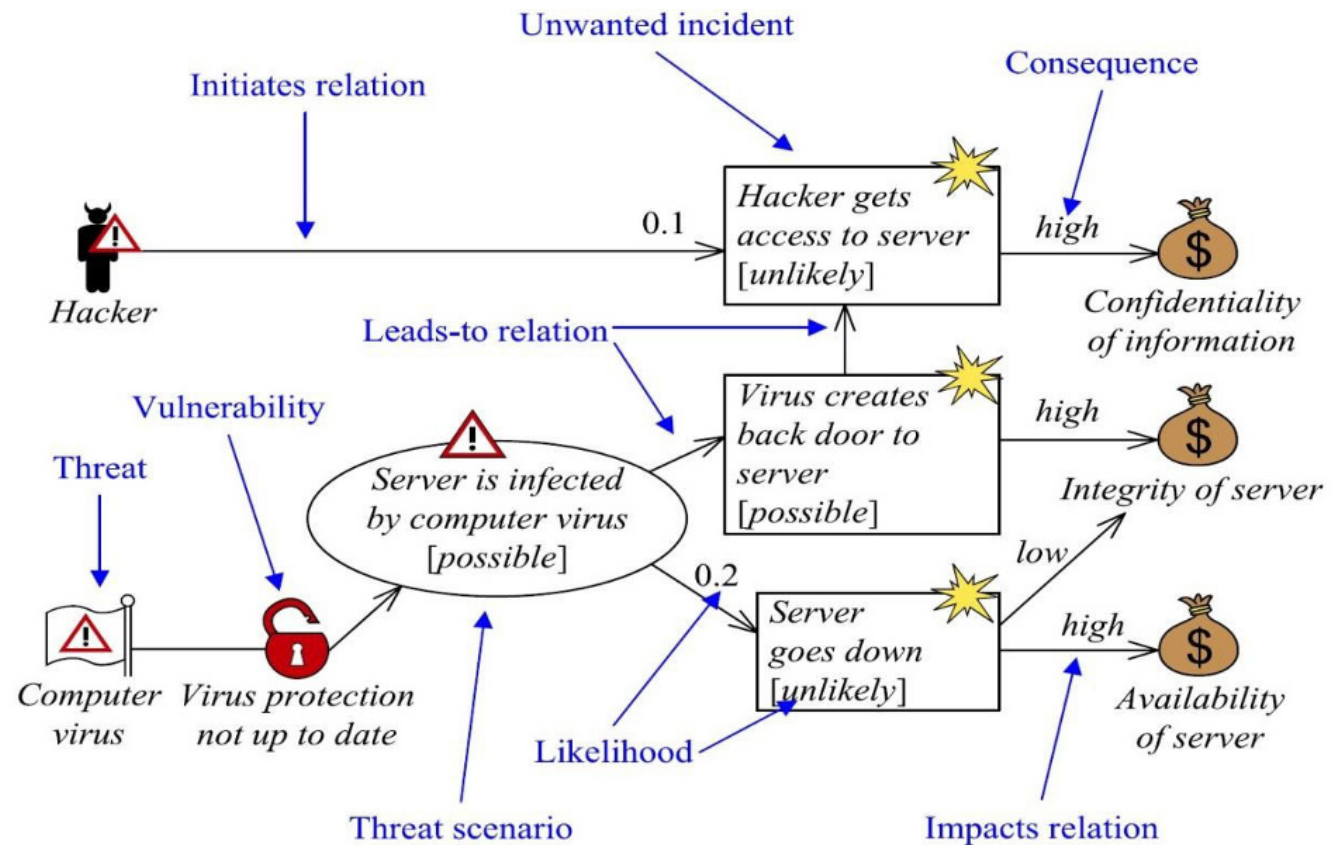 Unwanted incident
Consequence
Initiates relation
Hacker gets
access to server
[unlikely]
0.1
high
$
Hacker
Confidentiality
of information
Leads-to relation
Vulnerability
Virus creates
back door to
server
[possible]
high
$
Threat
Server is infected
by computer virus
[possible]
Integrity of server
low
0.2
Server
goes down
[unlikely]
high
$
Computer
virus
Virus protection
not up to date
Availability
of server
Likelihood
Threat scenario
Impacts relation